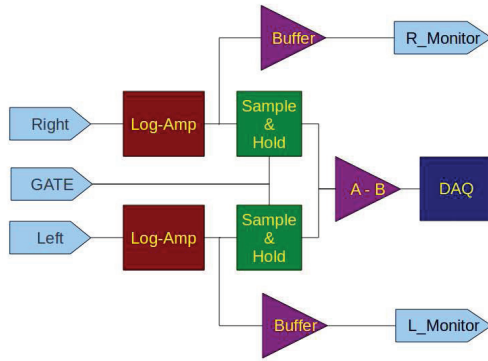 Buffer
R_Monitor
Right
Log-Amp
Sample
&
Hold
GATE
A - B
DAQ
Left
Log-Amp
Sample
&
Hold
Buffer
L_Monitor